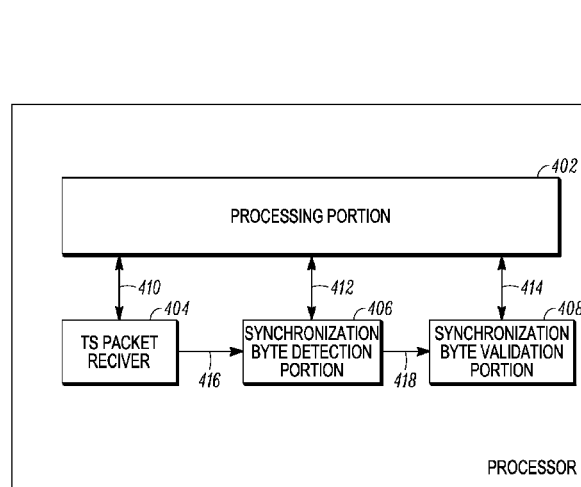 402
PROCESSING PORTION
410
412
414
404
406
408
TS PACKET
RECIVER
SYNCHRONIZATION
BYTE DETECTION
PORTION
SYNCHRONIZATION
BYTE VALIDATION
PORTION
416
418
PROCESSOR